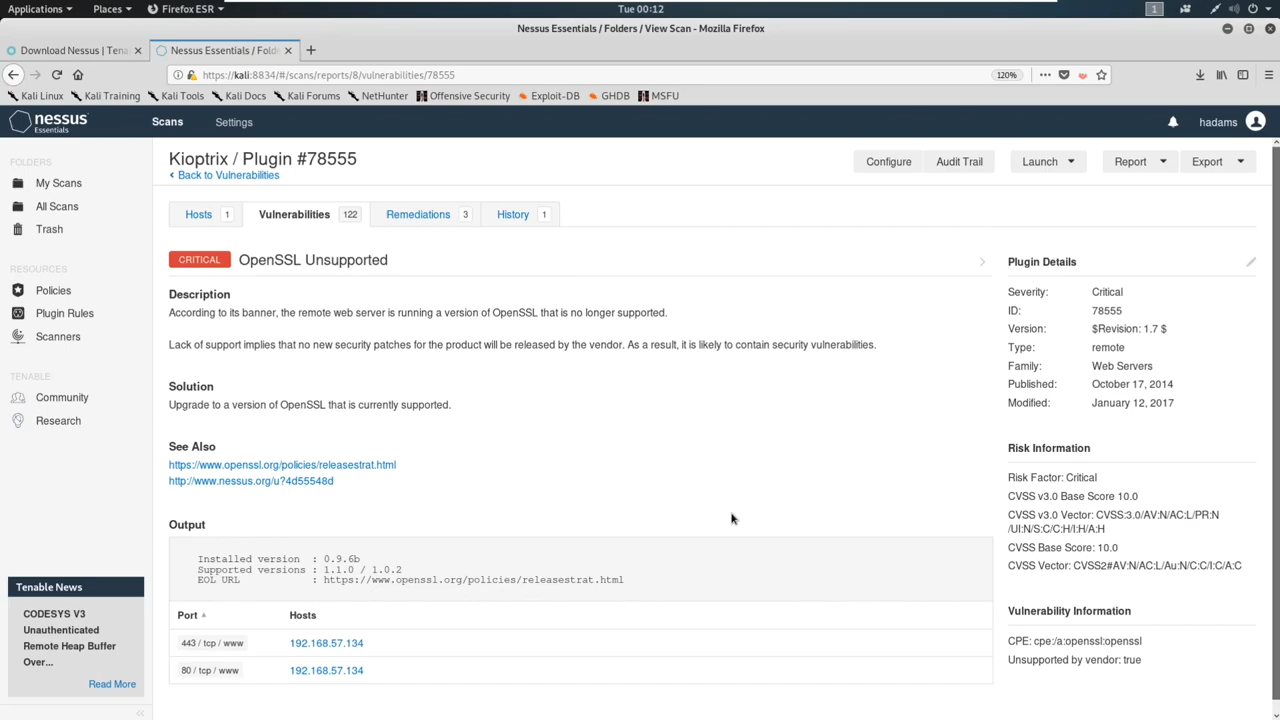 Applications Places Firefox ESR Tue 00:12 1
Nessus Essentials / Folders / View Scan - Mozilla Firefox
Download Nessus | Tena Nessus Essentials / Folde
https://kali:8834/#/scans/reports/8/vulnerabilities/78555 120%
Kali Linux Kali Training Kali Tools Kali Docs Kali Forums NetHunter Offensive Security Exploit-DB GHDB MSFU
nessus Essentials Scans Settings hadams
FOLDERS
My Scans
All Scans
Trash
RESOURCES
Policies
Plugin Rules
Scanners
TENABLE
Community
Research
Tenable News
CODESYS V3
Unauthenticated
Remote Heap Buffer
Over...
Read More
Kioptrix / Plugin #78555
Back to Vulnerabilities
Configure Audit Trail Launch Report Export
Hosts 1 Vulnerabilities 122 Remediations 3 History 1
CRITICAL OpenSSL Unsupported
Description
According to its banner, the remote web server is running a version of OpenSSL that is no longer supported.
Lack of support implies that no new security patches for the product will be released by the vendor. As a result, it is likely to contain security vulnerabilities.
Solution
Upgrade to a version of OpenSSL that is currently supported.
See Also
https://www.openssl.org/policies/releasestrat.html
http://www.nessus.org/u?4d55548d
Output
Installed version : 0.9.6b
Supported versions : 1.1.0 / 1.0.2
EOL URL : https://www.openssl.org/policies/releasestrat.html
Port Hosts
443 / tcp / www 192.168.57.134
80 / tcp / www 192.168.57.134
Plugin Details
Severity: Critical
ID: 78555
Version: $Revision: 1.7 $
Type: remote
Family: Web Servers
Published: October 17, 2014
Modified: January 12, 2017
Risk Information
Risk Factor: Critical
CVSS v3.0 Base Score 10.0
CVSS v3.0 Vector: CVSS:3.0/AV:N/AC:L/PR:N
/UI:N/S:C/C:H/I:H/A:H
CVSS Base Score: 10.0
CVSS Vector: CVSS2#AV:N/AC:L/Au:N/C:C/I:C/A:C
Vulnerability Information
CPE: cpe:/a:openssl:openssl
Unsupported by vendor: true